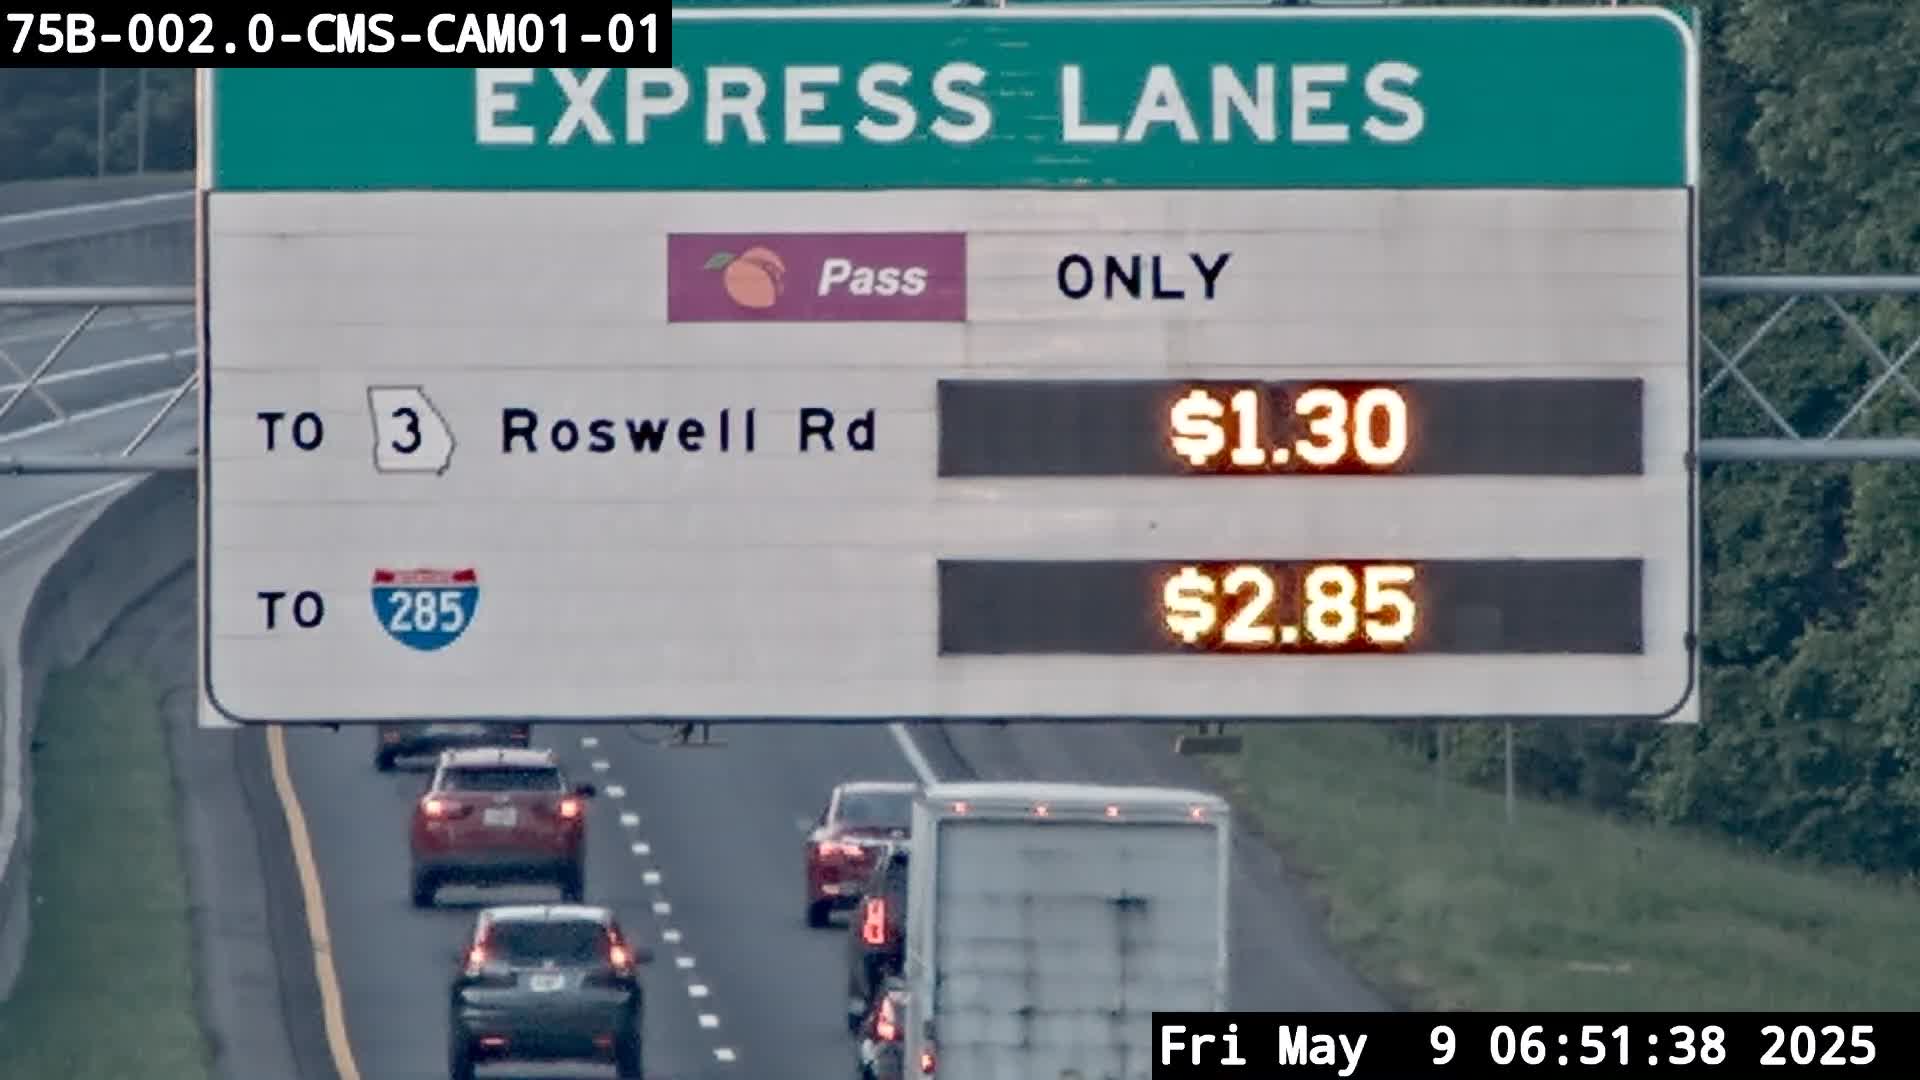 75B-002.0-CMS-CAM01-01
EXPRESS LANES
Pass ONLY
TO 3 Roswell Rd $1.30
TO 285 $2.85
Fri May 9 06:51:38 2025